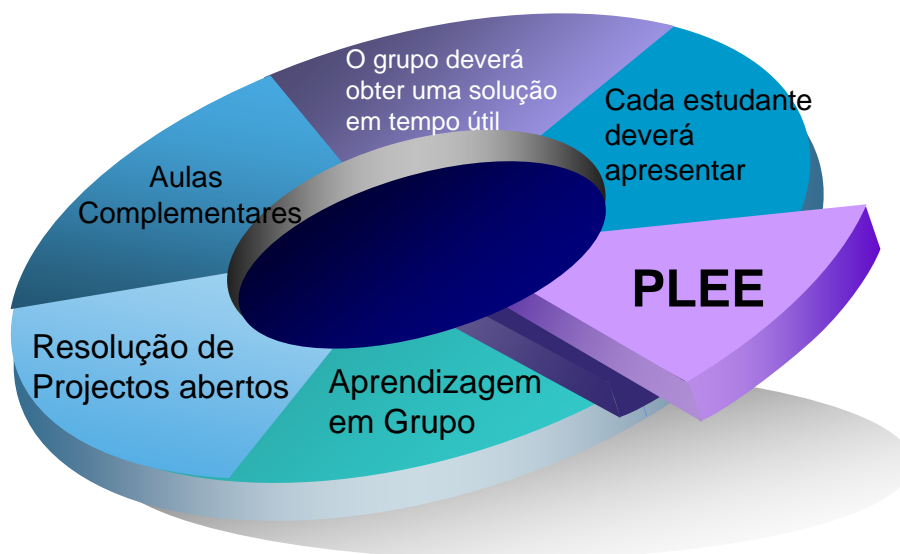 O grupo deverá
obter uma solução
em tempo útil
Cada estudante
deverá
apresentar
Aulas
Complementares
PLEE
Resolução de
Projectos abertos
Aprendizagem
em Grupo